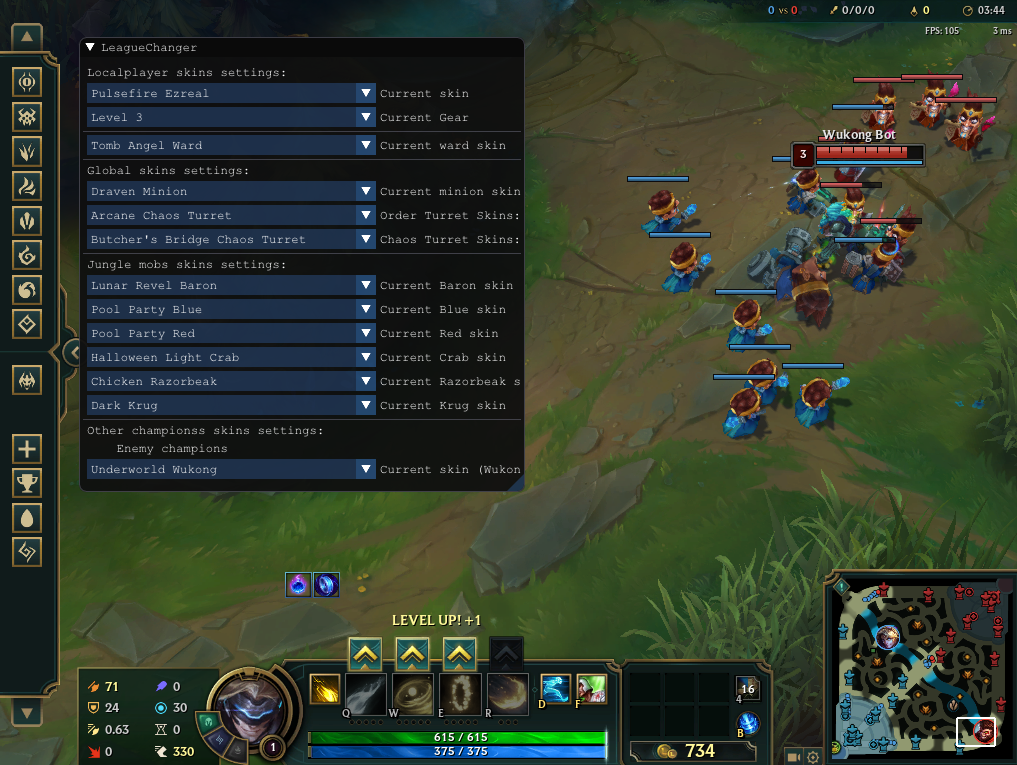 0 vs 0 0/0/0 0 03:44
FPS: 105 3 ms
LeagueChanger
Localplayer skins settings:
Pulsefire Ezreal Current skin
Level 3 Current Gear
Tomb Angel Ward Current ward skin
Global skins settings:
Draven Minion Current minion skin
Arcane Chaos Turret Order Turret Skins:
Butcher's Bridge Chaos Turret Chaos Turret Skins:
Jungle mobs skins settings:
Lunar Revel Baron Current Baron skin
Pool Party Blue Current Blue skin
Pool Party Red Current Red skin
Halloween Light Crab Current Crab skin
Chicken Razorbeak Current Razorbeak s
Dark Krug Current Krug skin
Other championss skins settings:
Enemy champions
Underworld Wukong Current skin (Wukon
Wukong Bot
3
LEVEL UP! +1
71 0
24 30
0.63 0
0 330
1
Q W E R D F
615 / 615
375 / 375
16
4
B
734